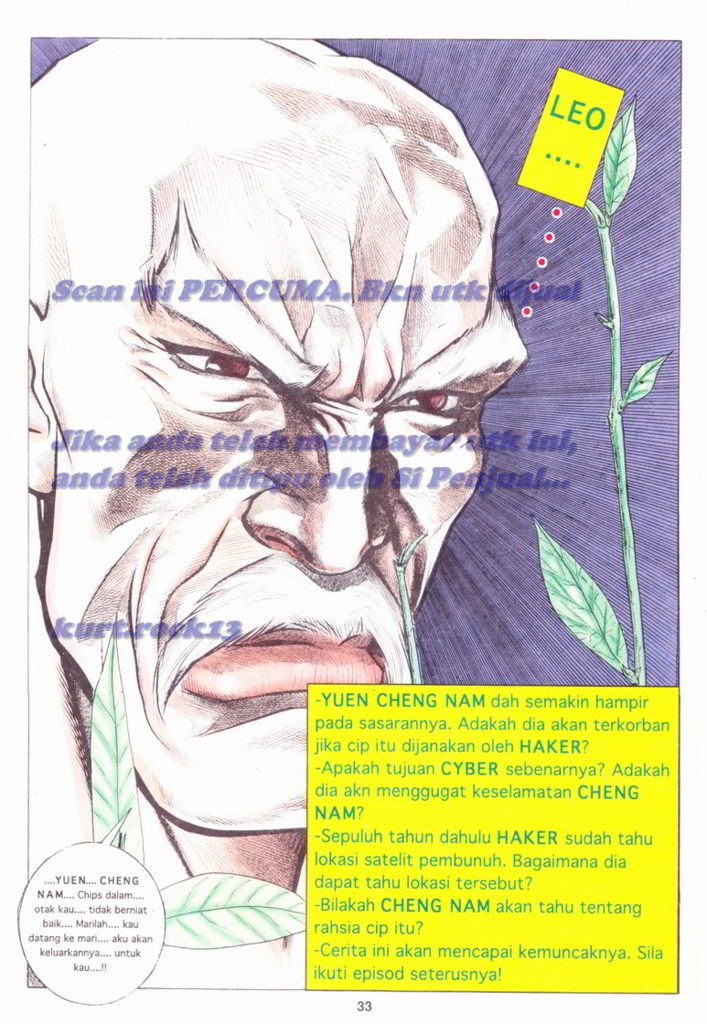 LEO
....
Scan ini PERCUMA. Bkn utk dijual
Jika anda telah membayar utk ini,
anda telah ditipu oleh Si Penjual...
kurt.rock13
-YUEN CHENG NAM dah semakin hampir
pada sasarannya. Adakah dia akan terkorban
jika cip itu dijanakan oleh HAKER?
-Apakah tujuan CYBER sebenarnya? Adakah
dia akn menggugat keselamatan CHENG
NAM?
-Sepuluh tahun dahulu HAKER sudah tahu
lokasi satelit pembunuh. Bagaimana dia
dapat tahu lokasi tersebut?
-Bilakah CHENG NAM akan tahu tentang
rahsia cip itu?
-Cerita ini akan mencapai kemuncaknya. Sila
ikuti episod seterusnya!
....YUEN.... CHENG
NAM.... Chips dalam....
otak kau.... tidak berniat
baik.... Marilah.... kau
datang ke mari.... aku akan
keluarkannya.... untuk
kau....!!
33